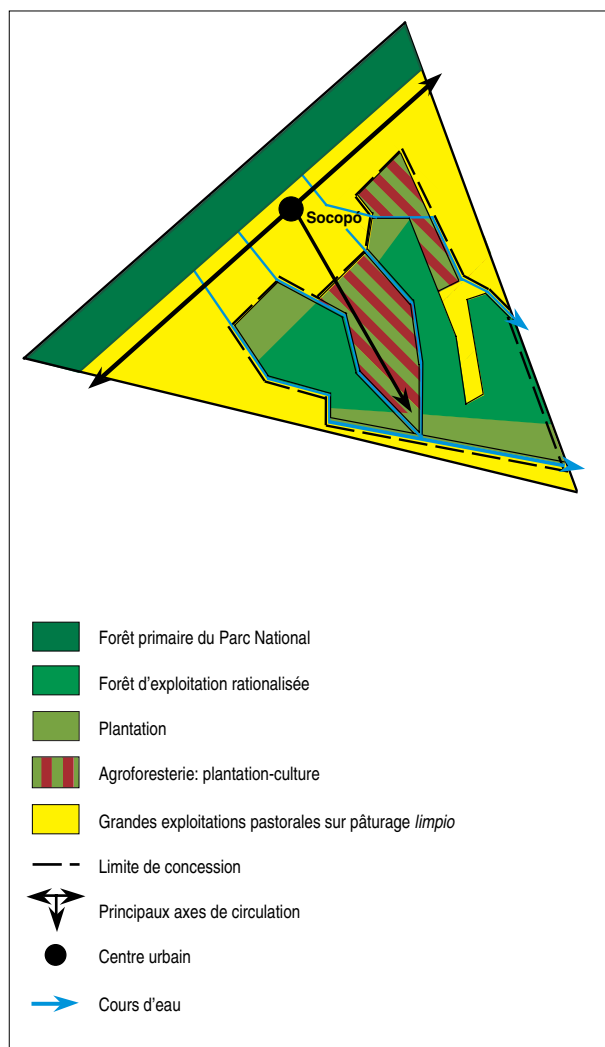 Socopó
Forêt primaire du Parc National
Forêt d'exploitation rationalisée
Plantation
Agroforesterie: plantation-culture
Grandes exploitations pastorales sur pâturage limpio
Limite de concession
Principaux axes de circulation
Centre urbain
Cours d'eau